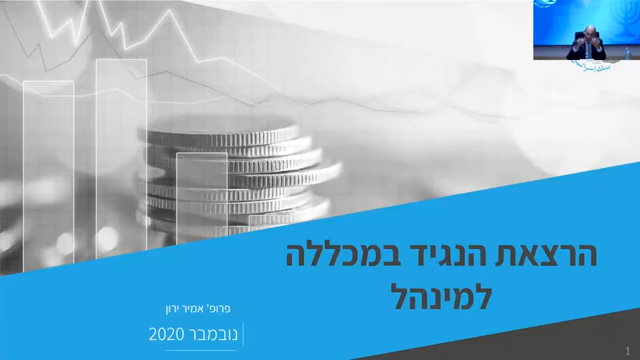 הרצאת הנגיד במכללה
למינהל
פרופ' אמיר ירון
נובמבר 2020
1